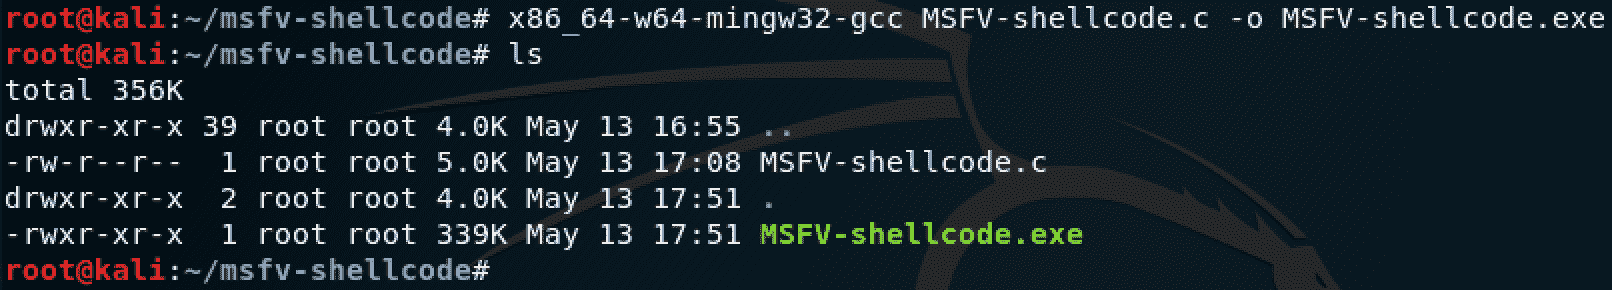 root@kali:~/msfv-shellcode# x86_64-w64-mingw32-gcc MSFV-shellcode.c -o MSFV-shellcode.exe
root@kali:~/msfv-shellcode# ls
total 356K
drwxr-xr-x 39 root root 4.0K May 13 16:55 ..
-rw-r--r--  1 root root 5.0K May 13 17:08 MSFV-shellcode.c
drwxr-xr-x  2 root root 4.0K May 13 17:51 .
-rwxr-xr-x  1 root root 339K May 13 17:51 MSFV-shellcode.exe
root@kali:~/msfv-shellcode#